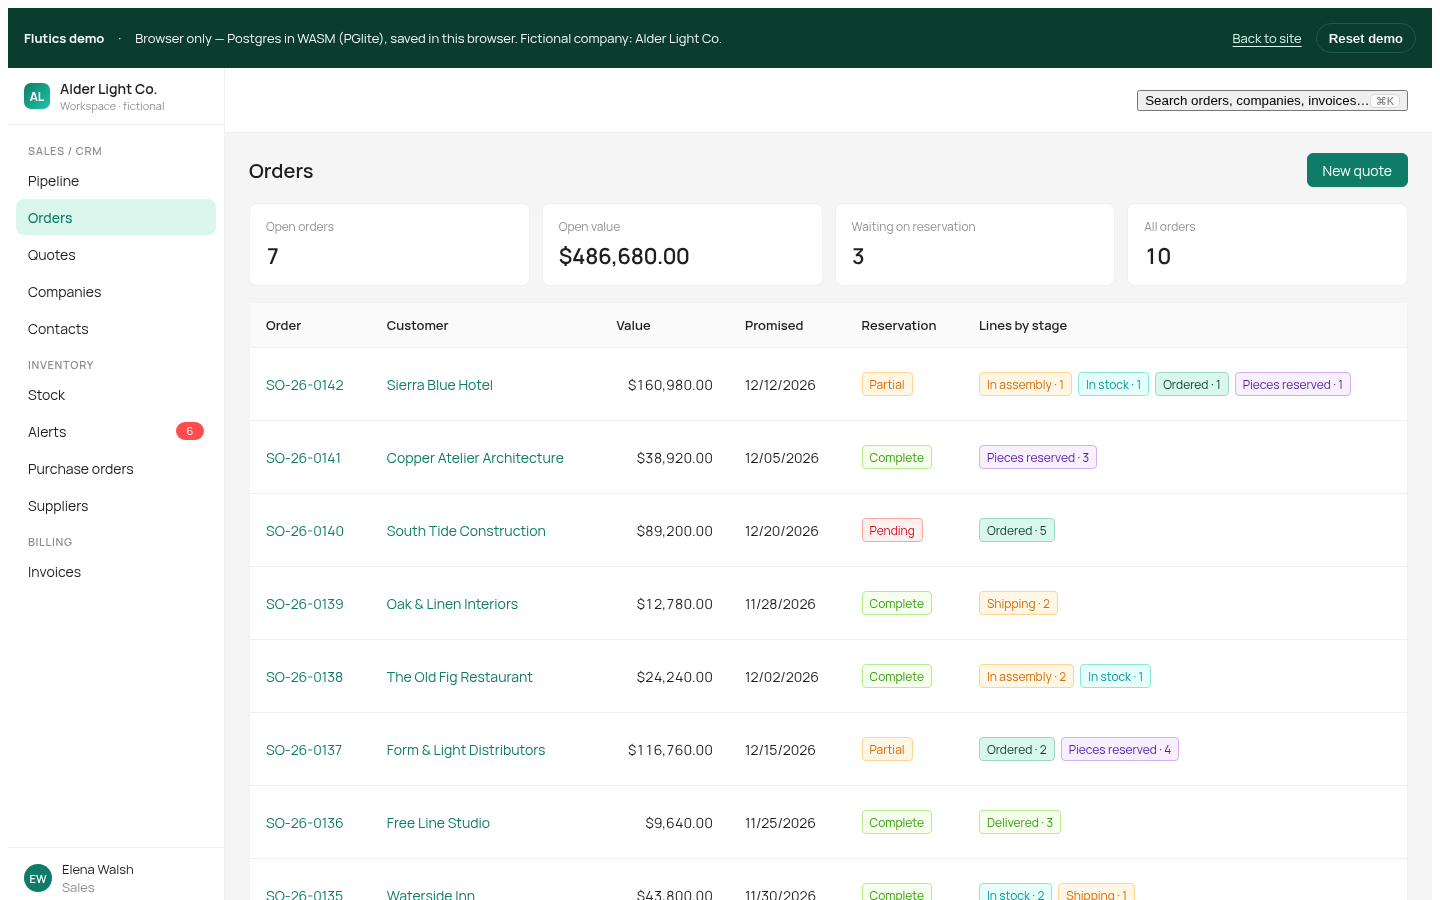 Flutics demo · Browser only — Postgres in WASM (PGlite), saved in this browser. Fictional company: Alder Light Co. Back to site Reset demo
AL Alder Light Co.
Workspace · fictional
Search orders, companies, invoices… ⌘K
SALES / CRM
Pipeline
Orders
Quotes
Companies
Contacts
INVENTORY
Stock
Alerts 6
Purchase orders
Suppliers
BILLING
Invoices
EW Elena Walsh
Sales
Orders New quote
Open orders
7
Open value
$486,680.00
Waiting on reservation
3
All orders
10
Order Customer Value Promised Reservation Lines by stage
SO-26-0142 Sierra Blue Hotel $160,980.00 12/12/2026 Partial In assembly · 1 In stock · 1 Ordered · 1 Pieces reserved · 1
SO-26-0141 Copper Atelier Architecture $38,920.00 12/05/2026 Complete Pieces reserved · 3
SO-26-0140 South Tide Construction $89,200.00 12/20/2026 Pending Ordered · 5
SO-26-0139 Oak & Linen Interiors $12,780.00 11/28/2026 Complete Shipping · 2
SO-26-0138 The Old Fig Restaurant $24,240.00 12/02/2026 Complete In assembly · 2 In stock · 1
SO-26-0137 Form & Light Distributors $116,760.00 12/15/2026 Partial Ordered · 2 Pieces reserved · 4
SO-26-0136 Free Line Studio $9,640.00 11/25/2026 Complete Delivered · 3
SO-26-0135 Waterside Inn $43,800.00 11/30/2026 Complete In stock · 2 Shipping · 1